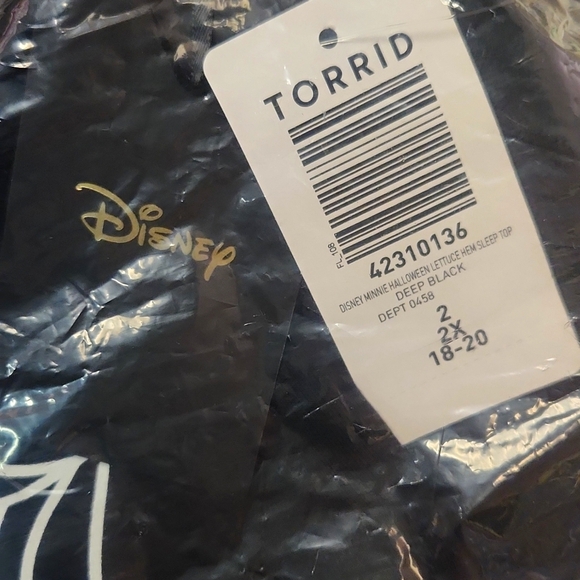 TORRID
FL_108
42310136
DISNEY MINNIE HALLOWEEN LETTUCE HEM SLEEP TOP
DEEP BLACK
DEPT 0458
2
2X
18-20
Disney